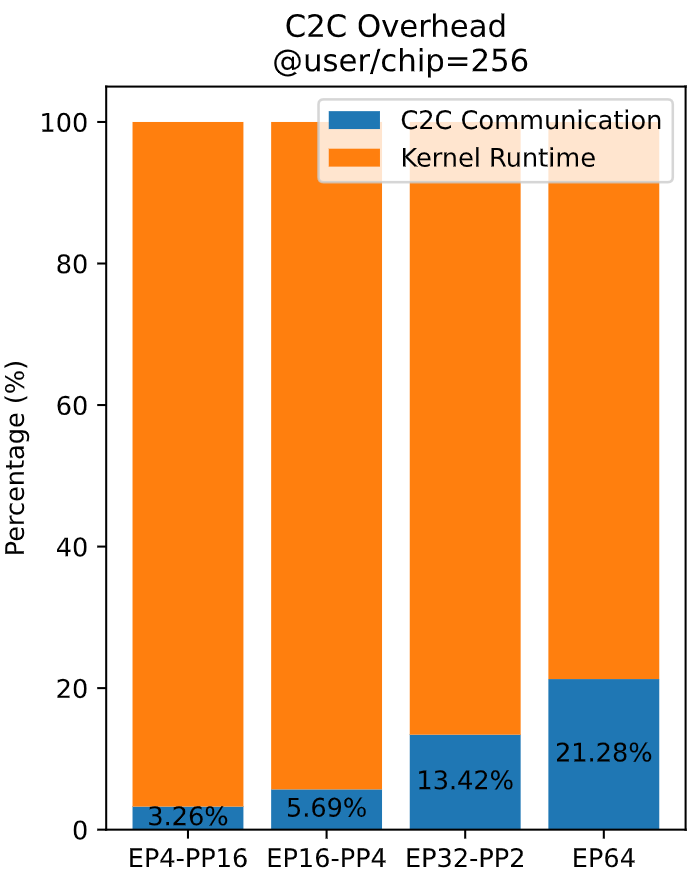 C2C Overhead
@user/chip=256
C2C Communication
Kernel Runtime
Percentage (%)
100
80
60
40
20
0
3.26%
5.69%
13.42%
21.28%
EP4-PP16
EP16-PP4
EP32-PP2
EP64